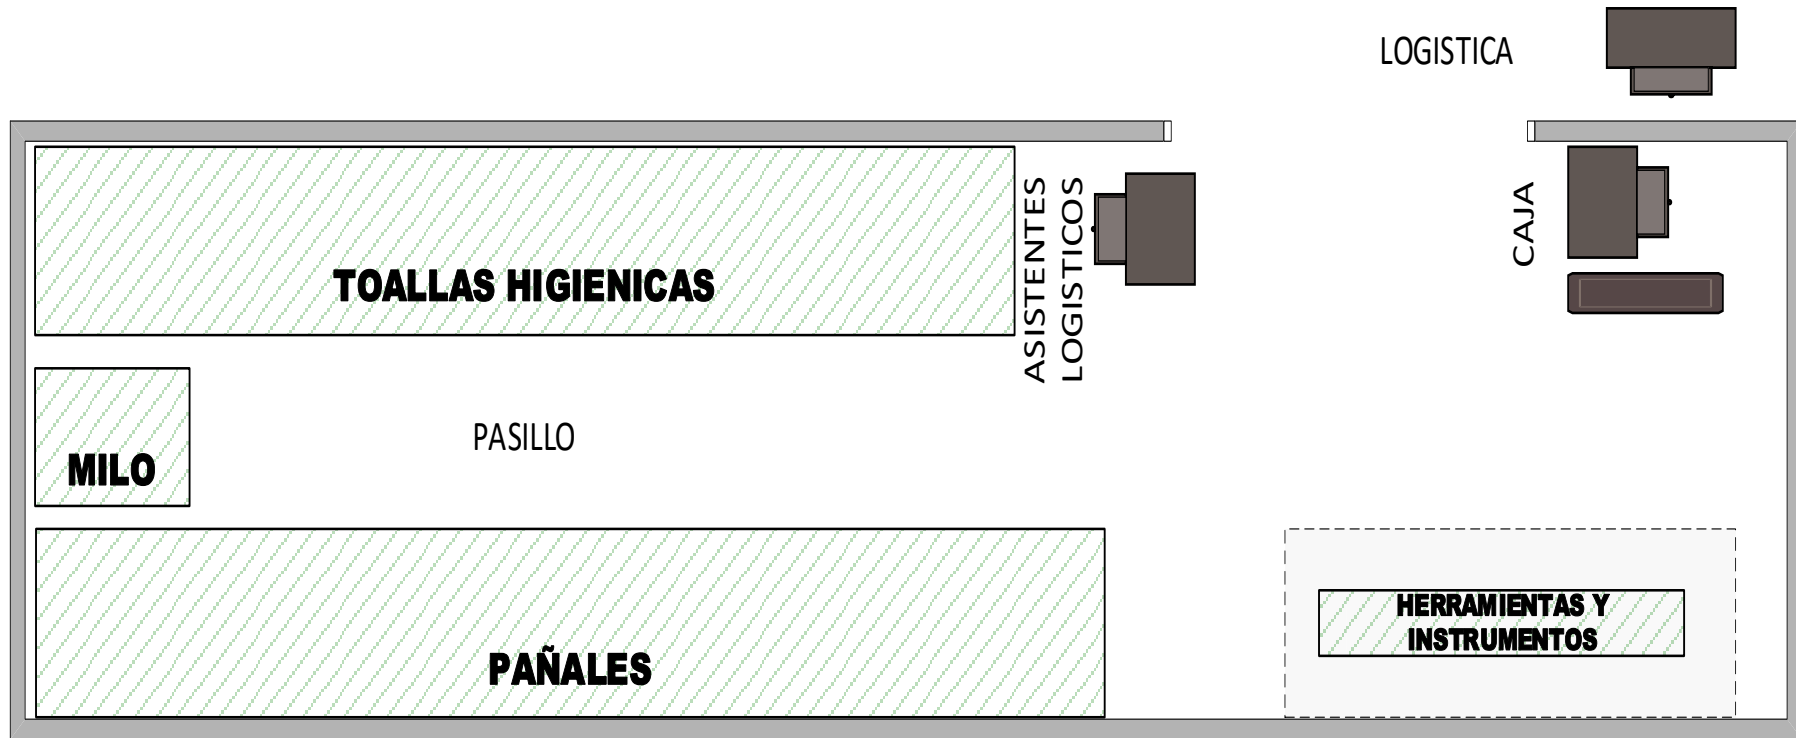 LOGISTICA
TOALLAS HIGIENICAS
ASISTENTES
LOGISTICOS
CAJA
MILO
PASILLO
PAÑALES
HERRAMIENTAS Y
INSTRUMENTOS